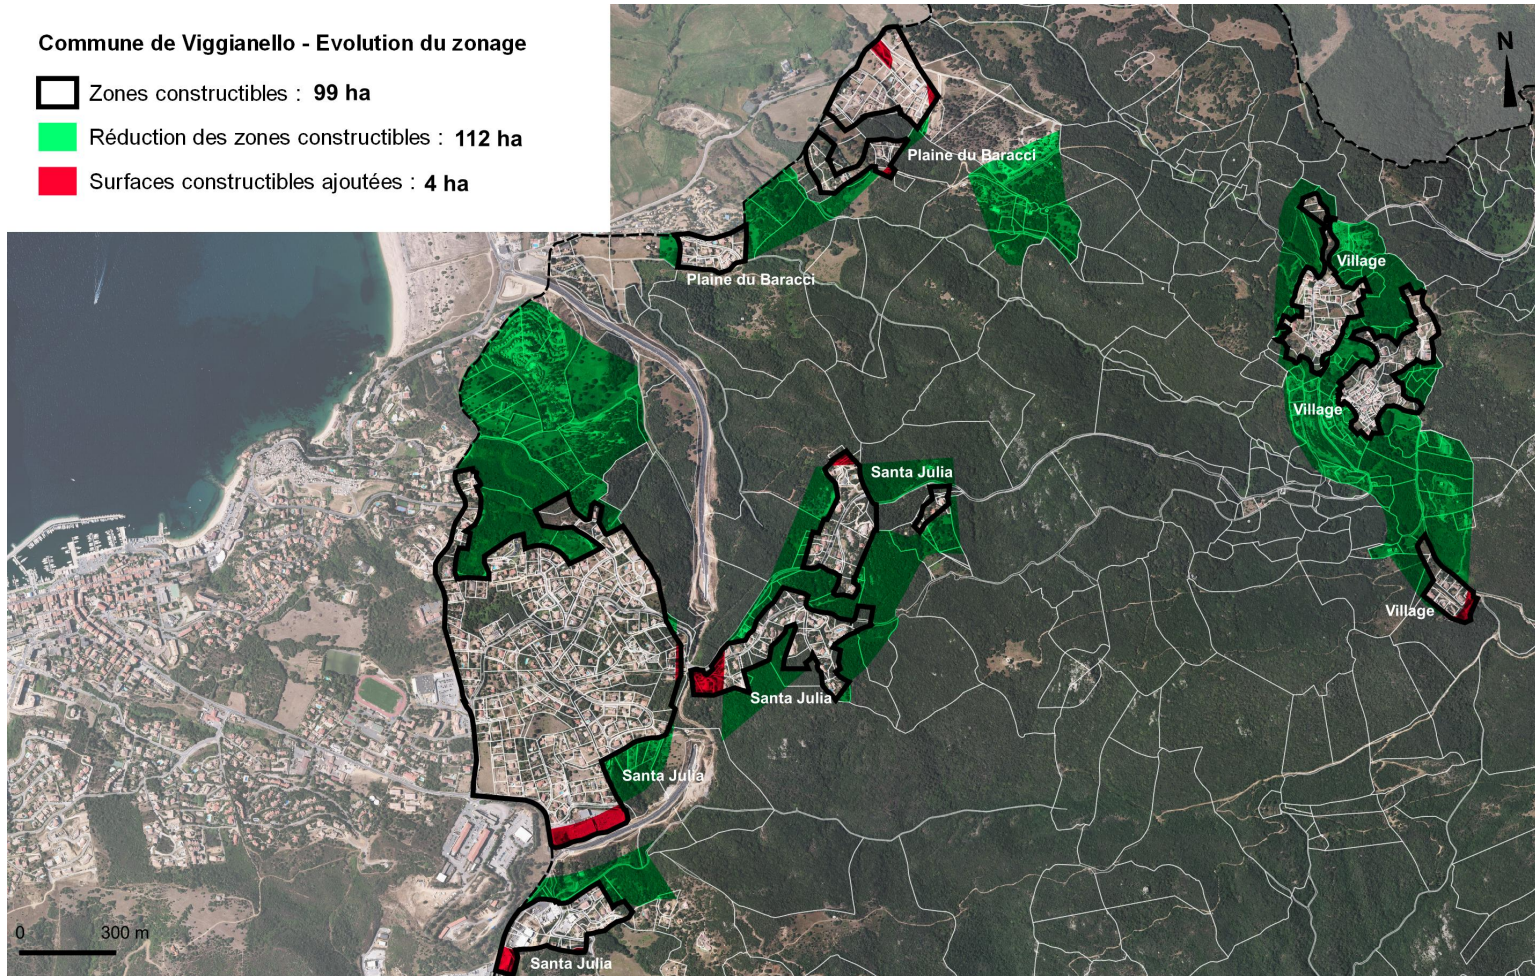 Commune de Viggianello - Evolution du zonage
Zones constructibles : 99 ha
Réduction des zones constructibles : 112 ha
Surfaces constructibles ajoutées : 4 ha
N
Plaine du Baracci
Plaine du Baracci
Village
Village
Santa Julia
Village
Santa Julia
Santa Julia
0 300 m
Santa Julia